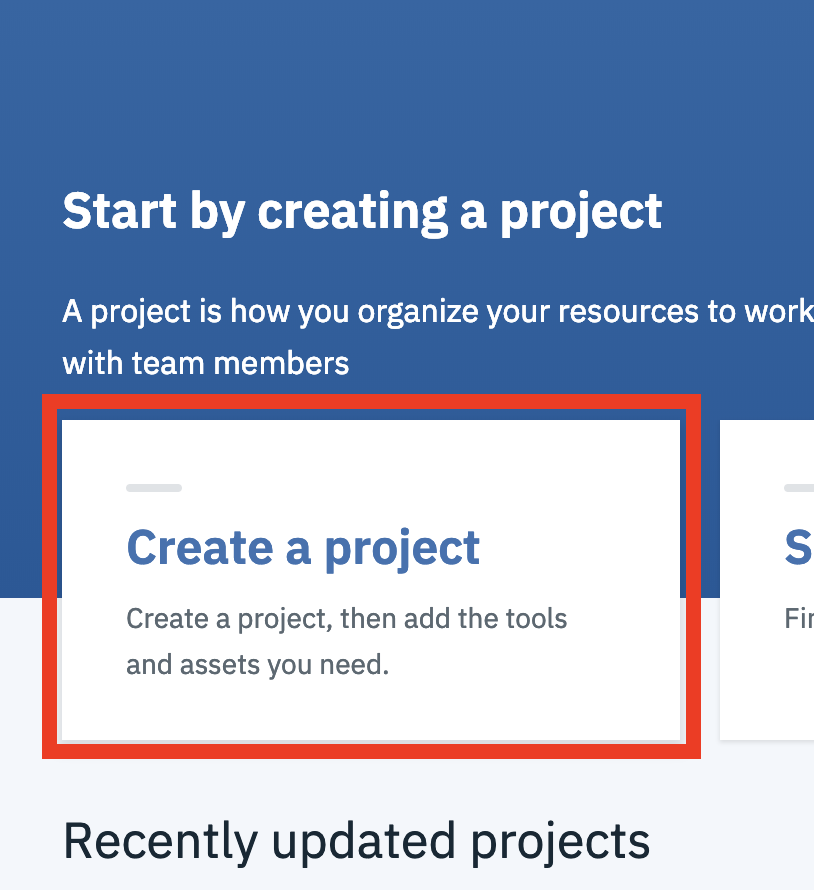 Start by creating a project
A project is how you organize your resources to work
with team members
Create a project
Create a project, then add the tools
and assets you need.
Recently updated projects